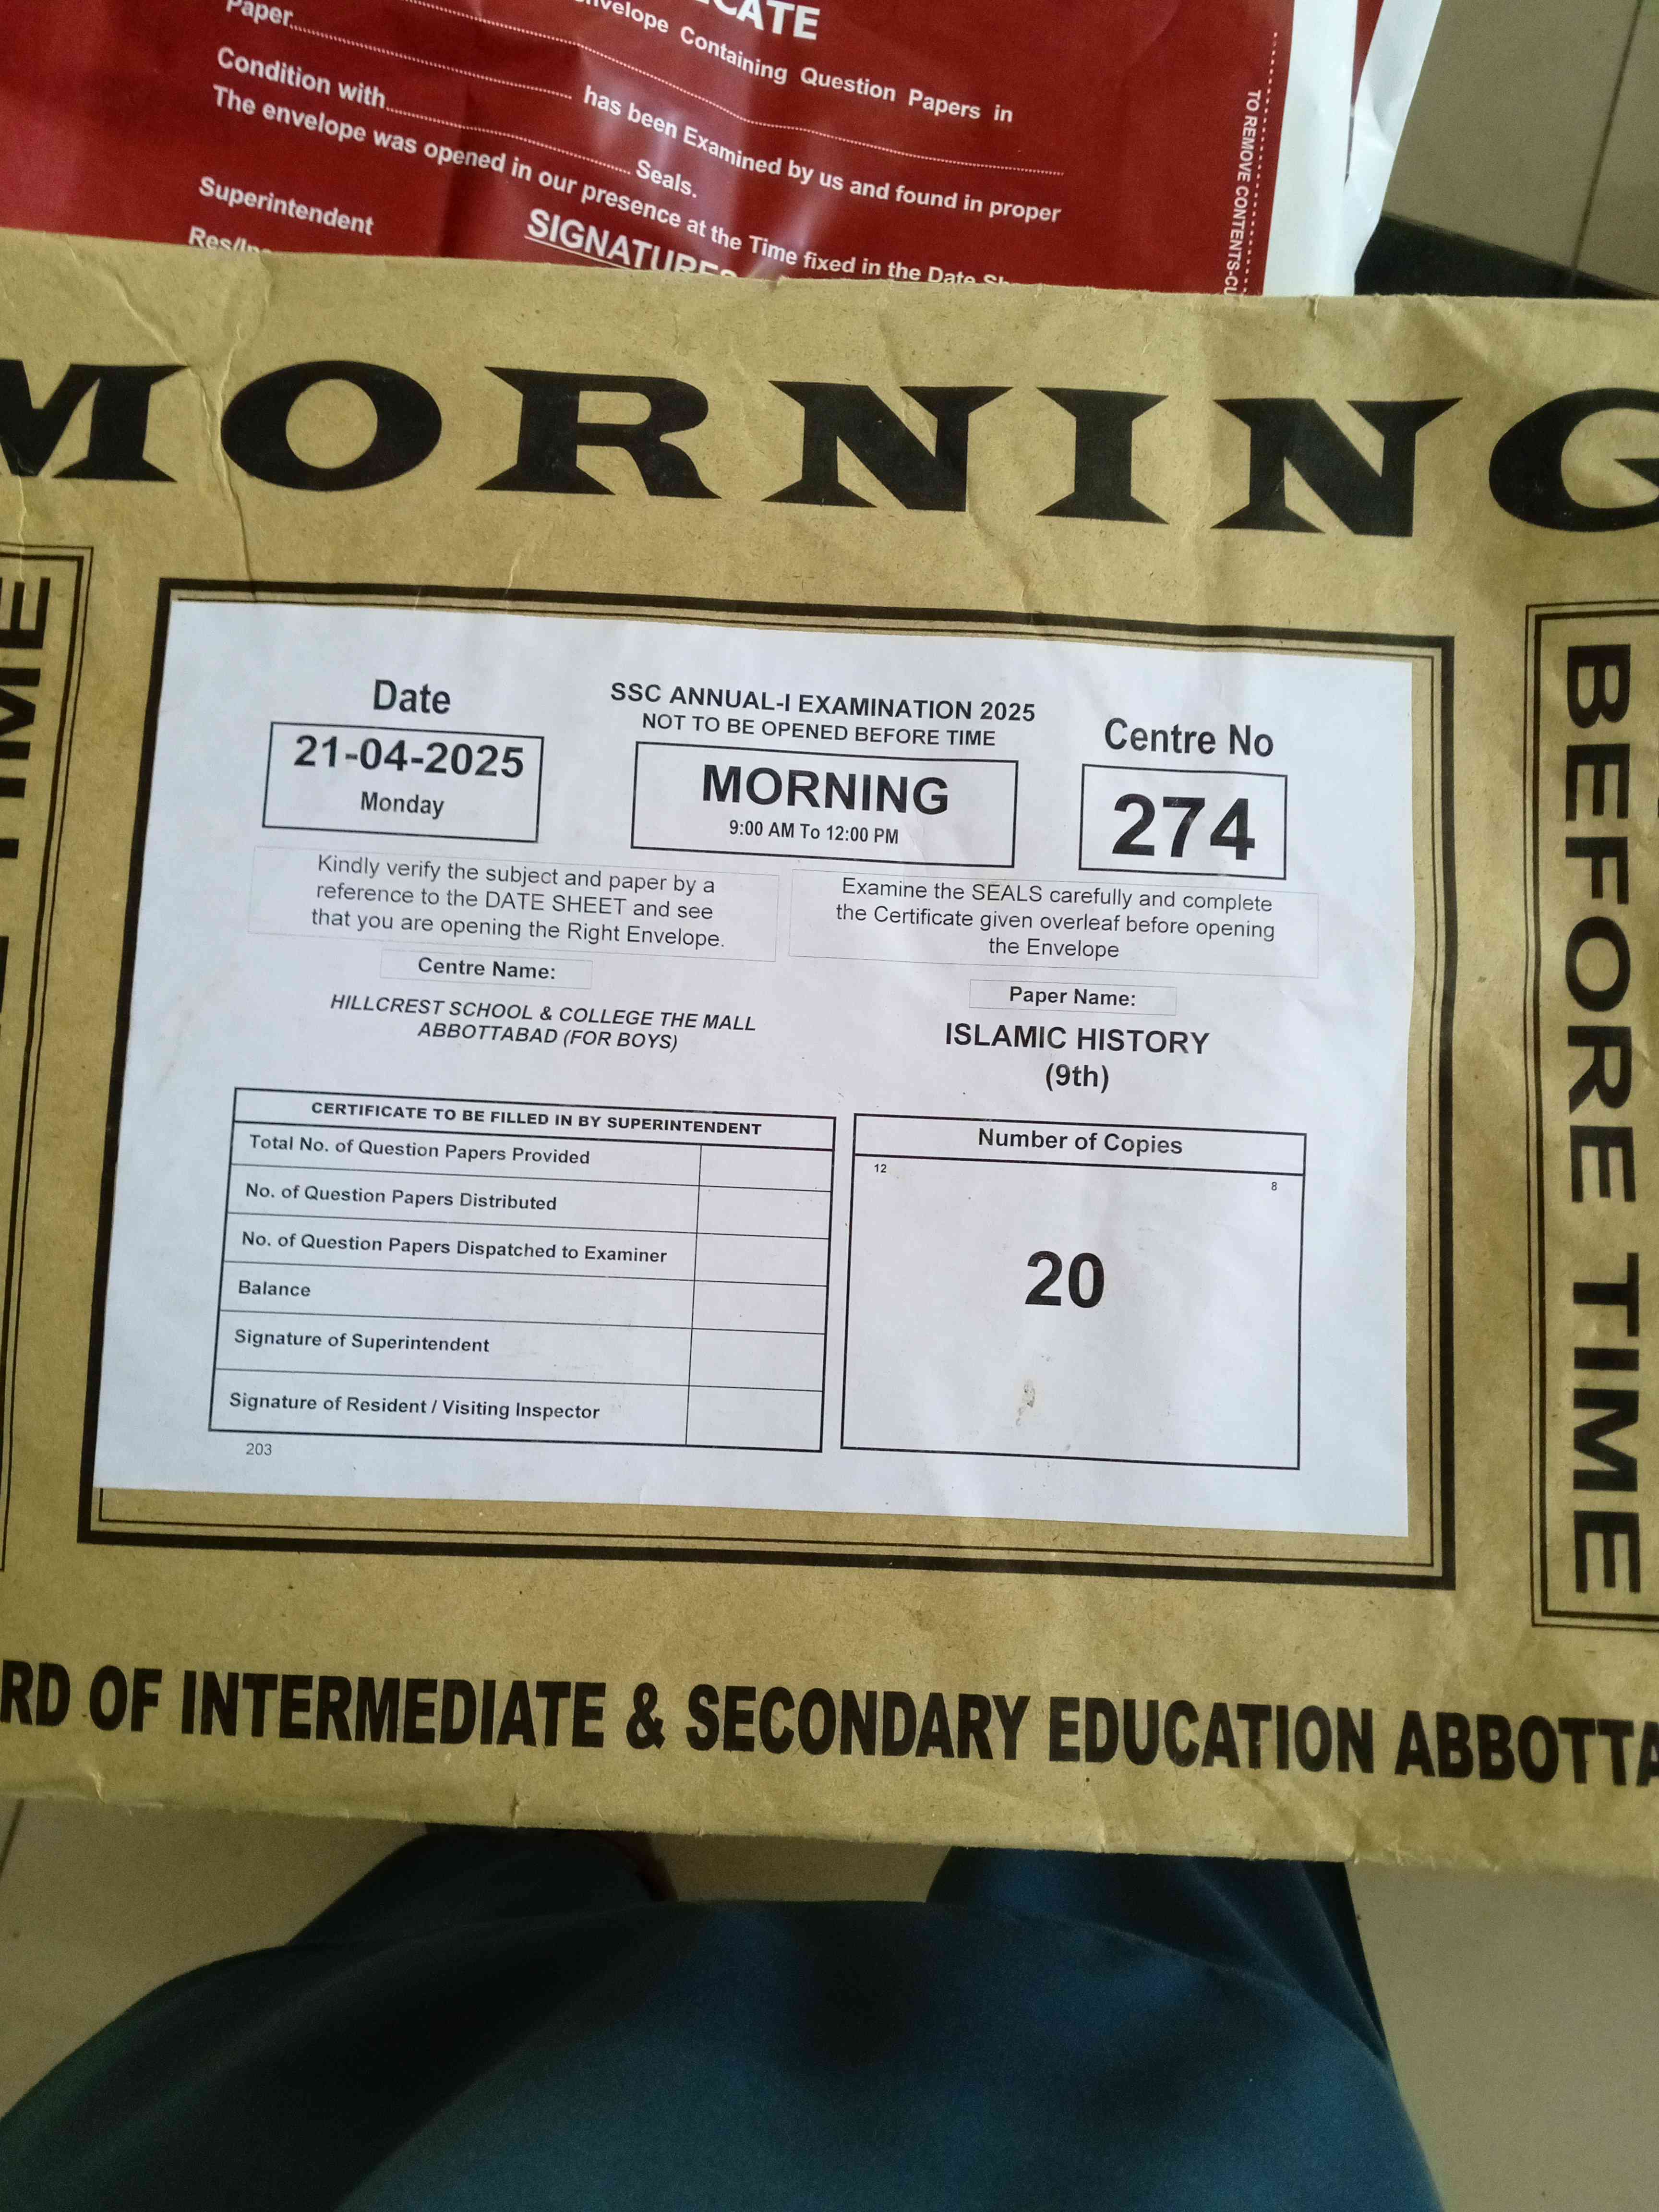 CATE
Envelope Containing Question Papers in
Paper
has been Examined by us and found in proper
Condition with Seals.
The envelope was opened in our presence at the Time fixed in the Date
SIGNATURES
Superintendent
TO REMOVE CONTENTS-CU
MORNING
TIME
BEFORE TIME
Date
21-04-2025
Monday
SSC ANNUAL-I EXAMINATION 2025
NOT TO BE OPENED BEFORE TIME
MORNING
9:00 AM To 12:00 PM
Centre No
274
Kindly verify the subject and paper by a
reference to the DATE SHEET and see
that you are opening the Right Envelope.
Examine the SEALS carefully and complete
the Certificate given overleaf before opening
the Envelope
Centre Name:
HILLCREST SCHOOL & COLLEGE THE MALL
ABBOTTABAD (FOR BOYS)
Paper Name:
ISLAMIC HISTORY
(9th)
CERTIFICATE TO BE FILLED IN BY SUPERINTENDENT
Total No. of Question Papers Provided
No. of Question Papers Distributed
No. of Question Papers Dispatched to Examiner
Balance
Signature of Superintendent
Signature of Resident / Visiting Inspector
203
Number of Copies
12
8
20
RD OF INTERMEDIATE & SECONDARY EDUCATION ABBOTTA